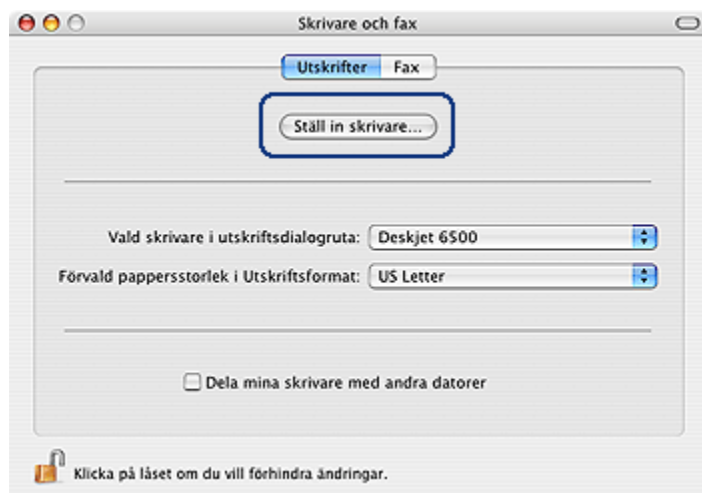 Skrivare och fax
Utskrifter Fax
Ställ in skrivare...
Vald skrivare i utskriftsdialogruta: Deskjet 6500
Förvald pappersstorlek i Utskriftsformat: US Letter
Dela mina skrivare med andra datorer
Klicka på låset om du vill förhindra ändringar.